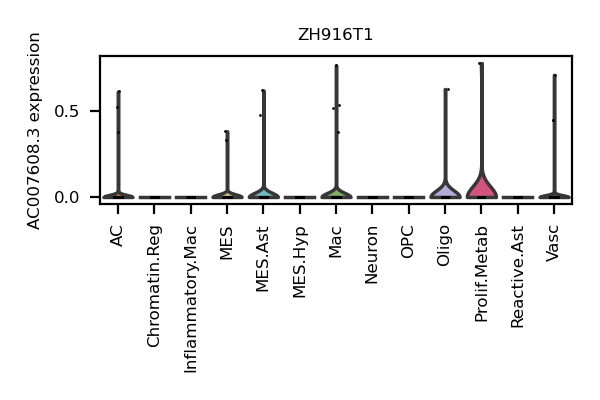 ZH916T1
AC007608.3 expression
0.5
0.0
AC
Chromatin.Reg
Inflammatory.Mac
MES
MES.Ast
MES.Hyp
Mac
Neuron
OPC
Oligo
Prolif.Metab
Reactive.Ast
Vasc